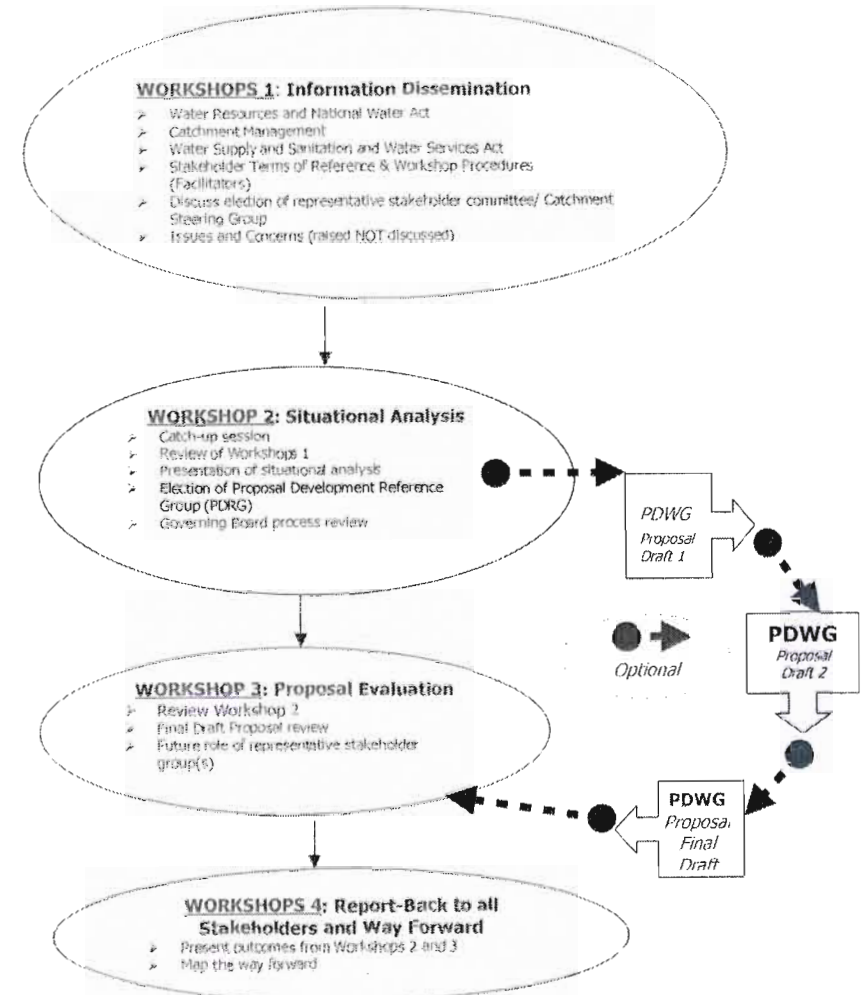 WORKSHOPS 1: Information Dissemination
➢ Water Resources and National Water Act
➢ Catchment Management
➢ Water Supply and Sanitation and Water Services Act
➢ Stakeholder Terms of Reference & Workshop Procedures
(Facilitators)
➢ Discuss election of representative stakeholder committee/ Catchment
Steering Group
➢ Issues and Concerns (raised NOT discussed)
WORKSHOP 2: Situational Analysis
➢ Catch-up session
➢ Review of Workshops 1
➢ Presentation of situational analysis
➢ Election of Proposal Development Reference
Group (PDRG)
➢ Governing Board process review
PDWG
Proposal
Draft 1
PDWG
Proposal
Draft 2
Optional
WORKSHOP 3: Proposal Evaluation
➢ Review Workshop 2
➢ Final Draft Proposal review
➢ Future role of representative stakeholder
group(s)
PDWG
Proposal
Final
Draft
WORKSHOPS 4: Report-Back to all
Stakeholders and Way Forward
➢ Present outcomes from Workshops 2 and 3
➢ Map the way forward